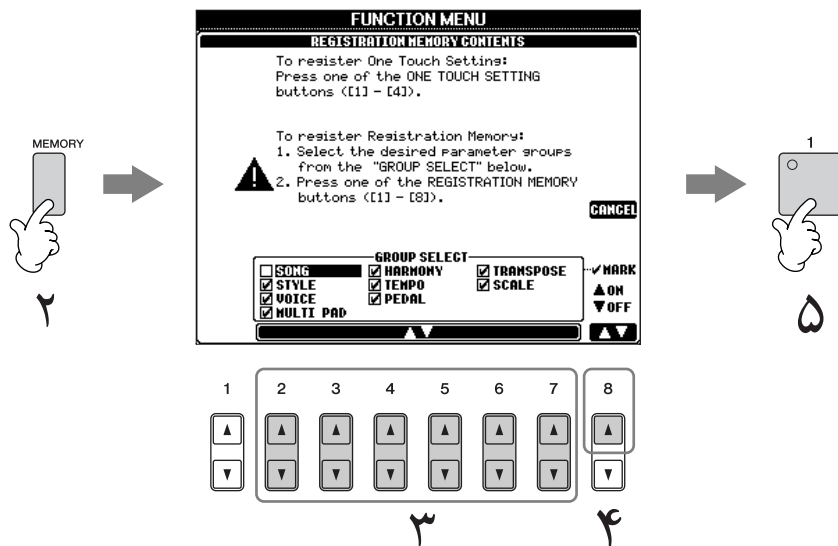 FUNCTION MENU
REGISTRATION MEMORY CONTENTS
To register One Touch Setting:
Press one of the ONE TOUCH SETTING
buttons ([1] - [4]).
To register Registration Memory:
1. Select the desired parameter groups
from the "GROUP SELECT" below.
2. Press one of the REGISTRATION MEMORY
buttons ([1] - [8]).
CANCEL
GROUP SELECT
SONG HARMONY TRANSPOSE
STYLE TEMPO SCALE
VOICE PEDAL
MULTI PAD
MARK
▲ON
▼OFF
MEMORY
۲
1
۵
1 2 3 4 5 6 7 8
۳
۴